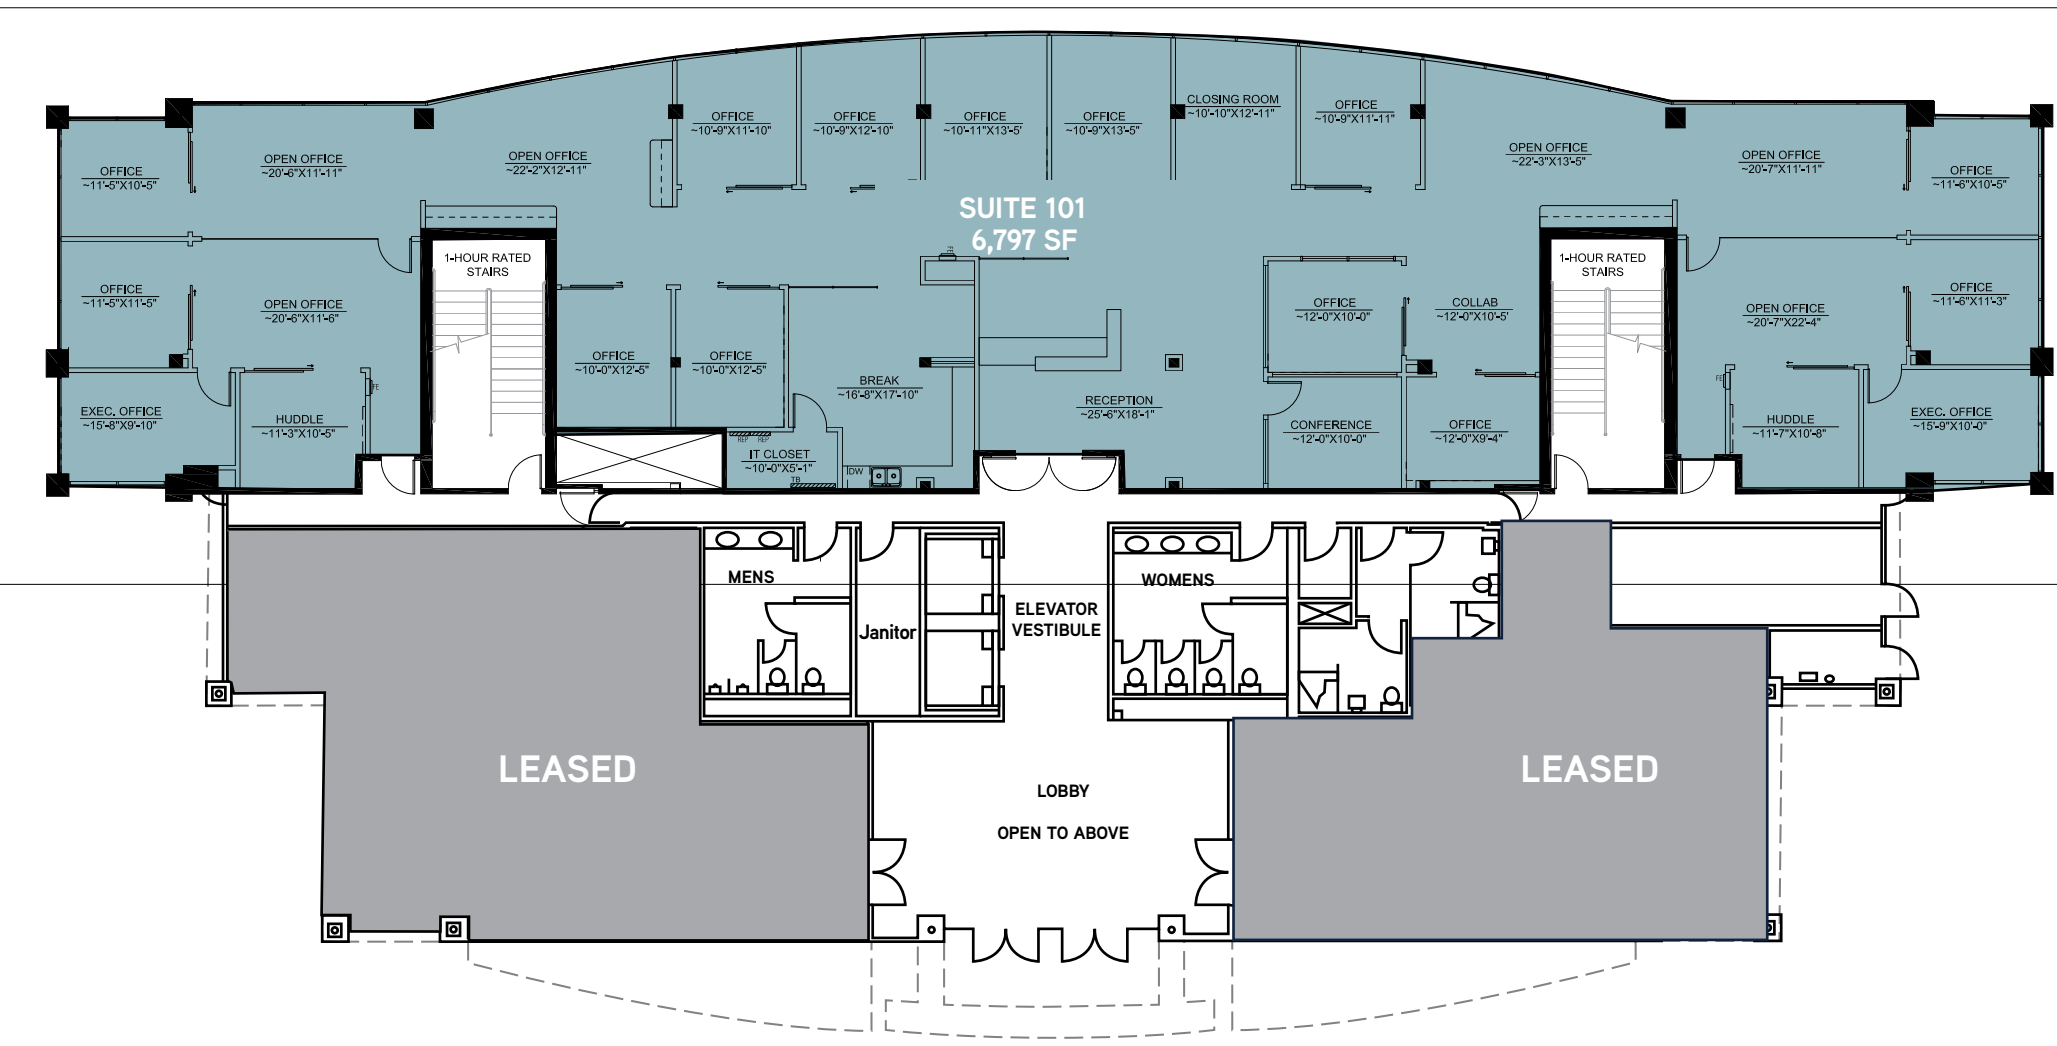 OFFICE
~10'-9"X11'-10"
OFFICE
~10'-9"X12'-10"
OFFICE
~10'-11"X13'-5'
OFFICE
~10'-9"X13'-5"
CLOSING ROOM
~10'-10"X12'-11"
OFFICE
~10'-9"X11'-11"
OFFICE
~11'-5"X10'-5"
OPEN OFFICE
~20'-6"X11'-11"
OPEN OFFICE
~22'-2"X12'-11"
OPEN OFFICE
~22'-3"X13'-5"
OPEN OFFICE
~20'-7"X11'-11"
OFFICE
~11'-6"X10'-5"
SUITE 101
6,797 SF
FE
1-HOUR RATED
STAIRS
1-HOUR RATED
STAIRS
OFFICE
~11'-5"X11'-5"
OPEN OFFICE
~20'-6"X11'-6"
OFFICE
~12'-0"X10'-0"
COLLAB
~12'-0"X10'-5'
OPEN OFFICE
~20'-7"X22'-4"
OFFICE
~11'-6"X11'-3"
OFFICE
~10'-0"X12'-5"
OFFICE
~10'-0"X12'-5"
BREAK
~16'-8"X17'-10"
RECEPTION
~25'-6"X18'-1"
FE
FE
EXEC. OFFICE
~15'-8"X9'-10"
HUDDLE
~11'-3"X10'-5"
CONFERENCE
~12'-0"X10'-0"
OFFICE
~12'-0"X9'-4"
HUDDLE
~11'-7"X10'-8"
EXEC. OFFICE
~15'-9"X10'-0"
REP REP
IT CLOSET
~10'-0"X5'-1"
TB
DW
MENS
WOMENS
ELEVATOR
VESTIBULE
Janitor
LEASED
LEASED
LOBBY
OPEN TO ABOVE